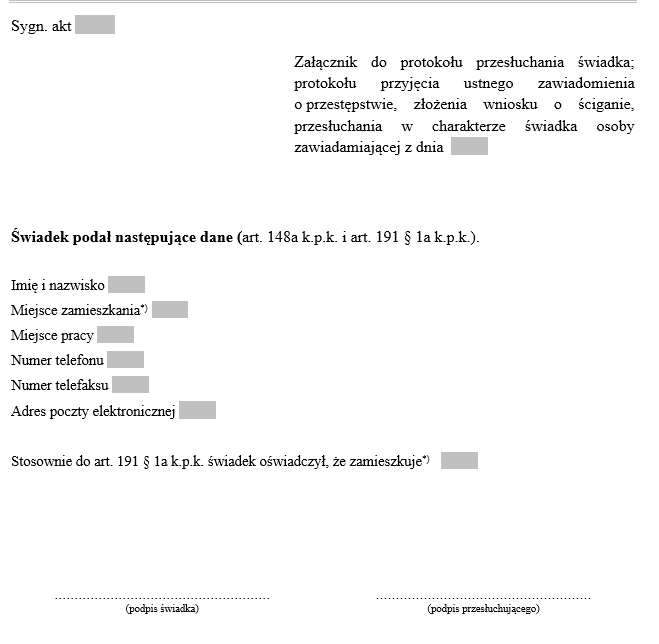 Sygn. akt
Załącznik do protokołu przesłuchania świadka;
protokołu przyjęcia ustnego zawiadomienia
o przestępstwie, złożenia wniosku o ściganie,
przesłuchania w charakterze świadka osoby
zawiadamiającej z dnia
Świadek podał następujące dane (art. 148a k.p.k. i art. 191 § 1a k.p.k.).
Imię i nazwisko
Miejsce zamieszkania*)
Miejsce pracy
Numer telefonu
Numer telefaksu
Adres poczty elektronicznej
Stosownie do art. 191 § 1a k.p.k. świadek oświadczył, że zamieszkuje*)
(podpis świadka)
(podpis przesłuchującego)